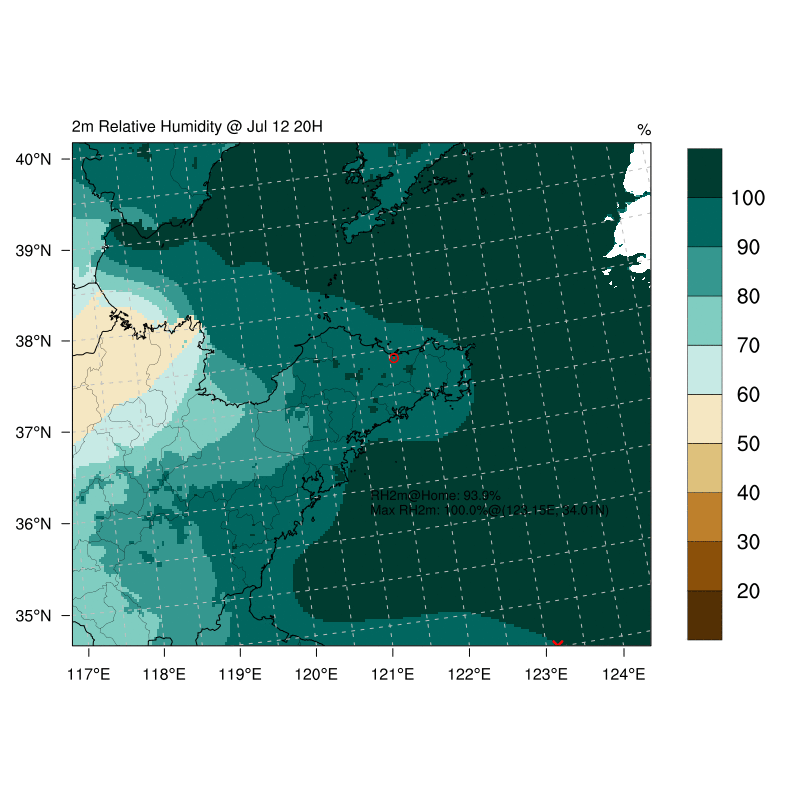 2m Relative Humidity @ Jul 12 20H
%
40°N
39°N
38°N
37°N
36°N
35°N
117°E
118°E
119°E
120°E
121°E
122°E
123°E
124°E
100
90
80
70
60
50
40
30
20
RH2m@Home: 93.9%
Max RH2m: 100.0%@(123.15E, 34.01N)